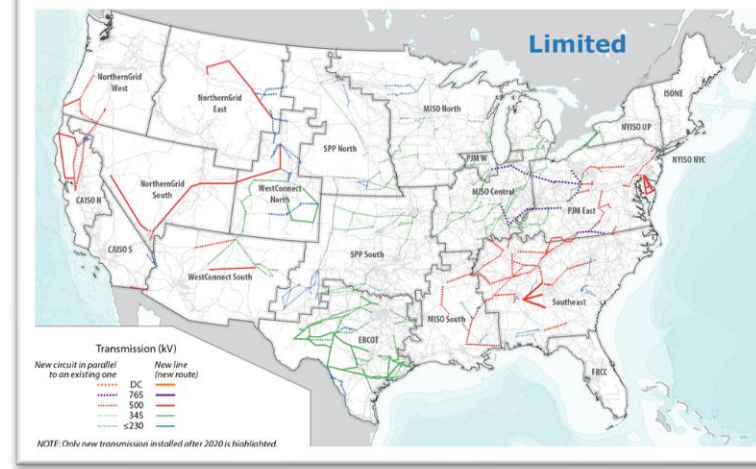 Limited
NorthernGrid
West
NorthernGrid
East
MISO North
ISONE
NYISO UP
NYISO NYC
SPP North
PJM W
MISO Central
PJM East
CAISO N
NorthernGrid
South
WestConnect
North
CAISO S
WestConnect South
SPP South
Southeast
MISO South
ERCOT
FRCC
Transmission (kV)
New circuit in parallel
to an existing one
New line
(new route)
DC
765
500
345
≤230
NOTE: Only new transmission installed after 2020 is highlighted.